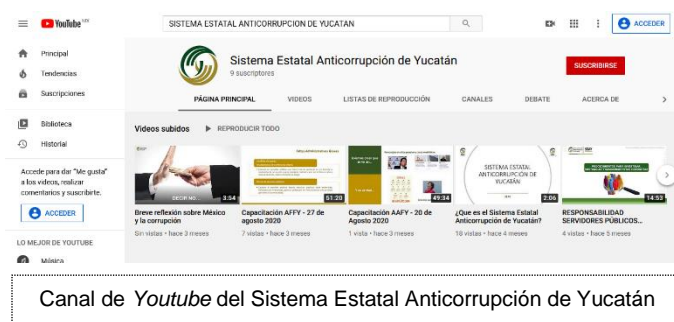 YouTube MX
SISTEMA ESTATAL ANTICORRUPCION DE YUCATAN
ACCEDER
Principal
Tendencias
Suscripciones
Biblioteca
Historial
Accede para dar "Me gusta"
a los videos, realizar
comentarios y suscribirte.
ACCEDER
LO MEJOR DE YOUTUBE
Música
Sistema Estatal Anticorrupción de Yucatán
9 suscriptores
SUSCRIBIRSE
PÁGINA PRINCIPAL VIDEOS LISTAS DE REPRODUCCIÓN CANALES DEBATE ACERCA DE
Videos subidos REPRODUCIR TODO
DECIR NO...
3:54
Breve reflexión sobre México
y la corrupción
Sin vistas • hace 3 meses
51:20
Capacitación AFFY - 27 de
agosto 2020
7 vistas • hace 3 meses
49:34
Capacitación AAFY - 20 de
agosto 2020
1 vista • hace 3 meses
SISTEMA ESTATAL
ANTICORRUPCIÓN DE
YUCATÁN
2:06
¿Que es el Sistema Estatal
Anticorrupción de Yucatán?
18 vistas • hace 4 meses
14:53
RESPONSABILIDAD
SERVIDORES PÚBLICOS...
4 vistas • hace 5 meses
Canal de Youtube del Sistema Estatal Anticorrupción de Yucatán